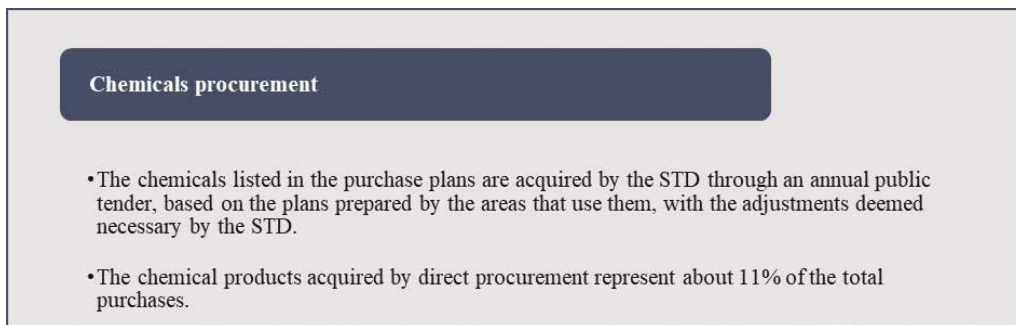 Chemicals procurement
•The chemicals listed in the purchase plans are acquired by the STD through an annual public
tender, based on the plans prepared by the areas that use them, with the adjustments deemed
necessary by the STD.
•The chemical products acquired by direct procurement represent about 11% of the total
purchases.